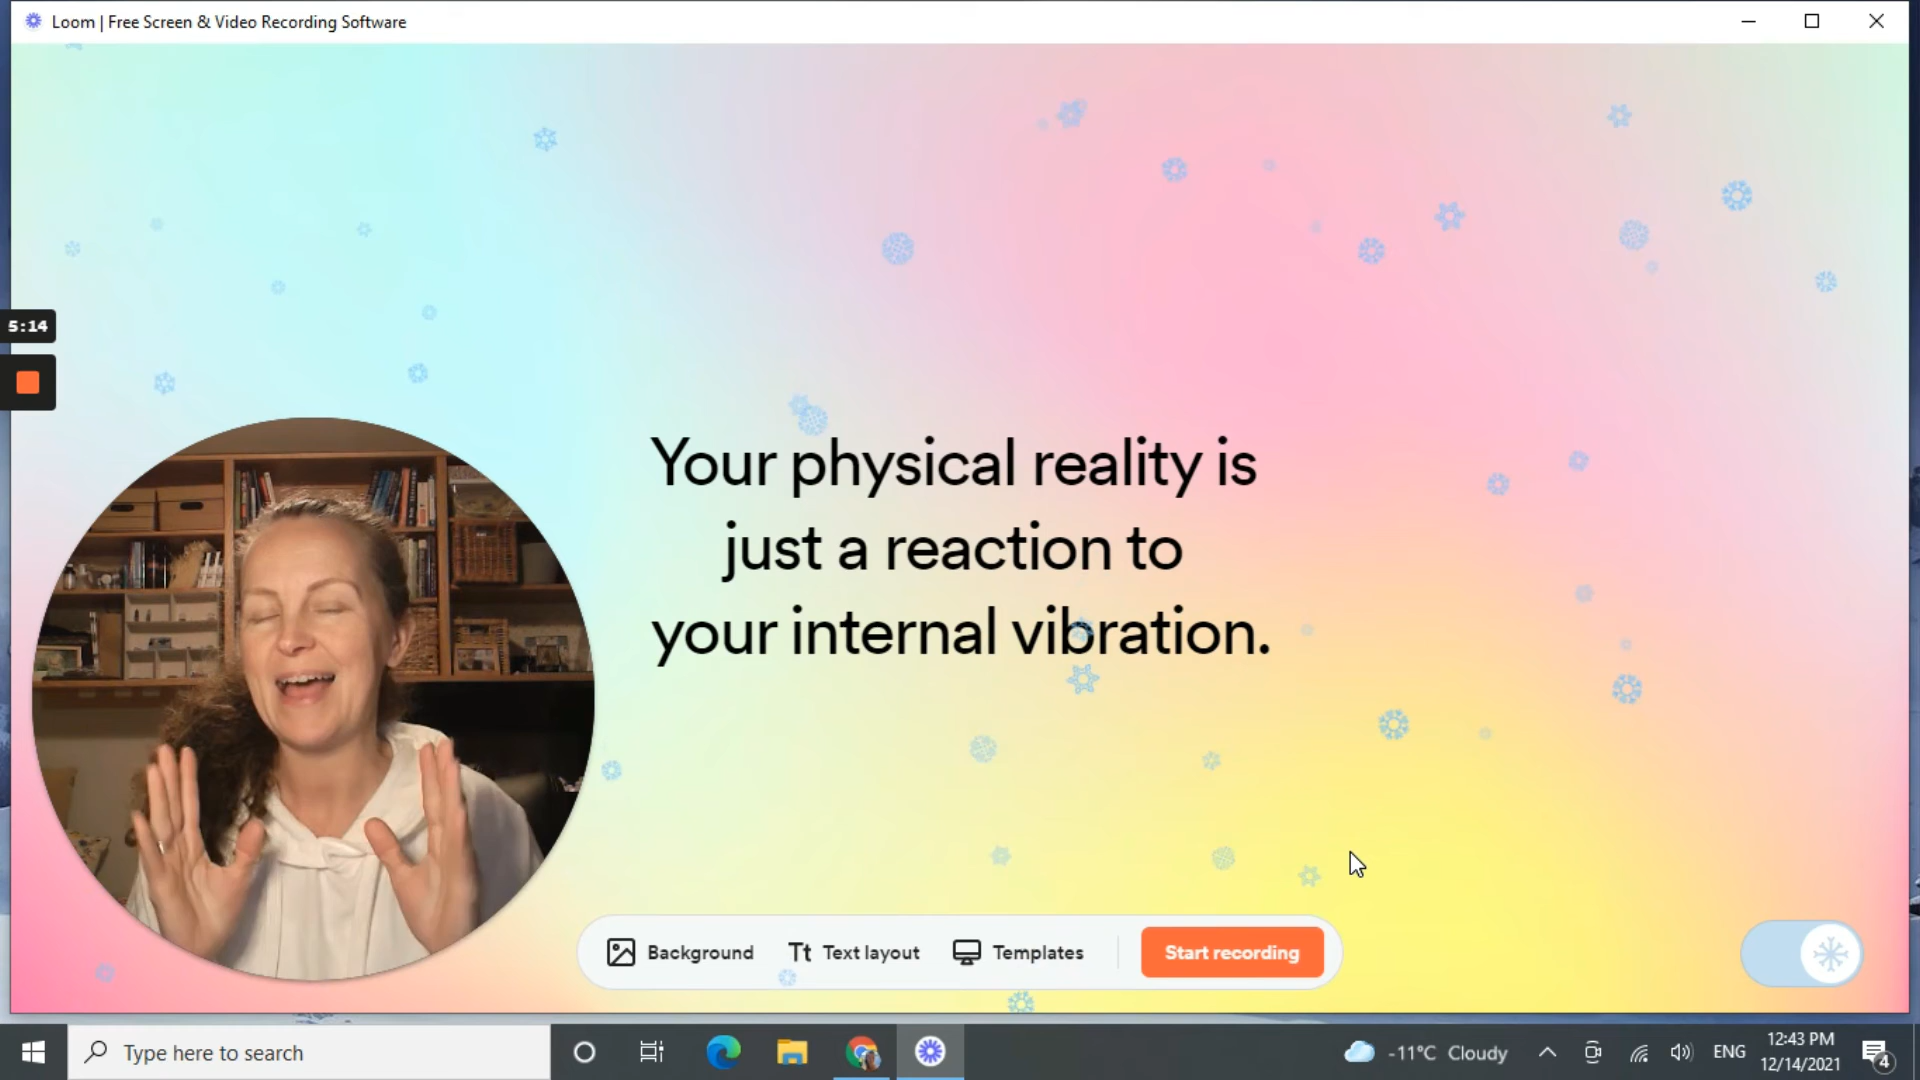 Loom | Free Screen & Video Recording Software
5:14
Your physical reality is
just a reaction to
your internal vibration.
Background
Tt Text layout
Templates
Start recording
Type here to search
-11°C Cloudy
ENG
12:43 PM
12/14/2021
4